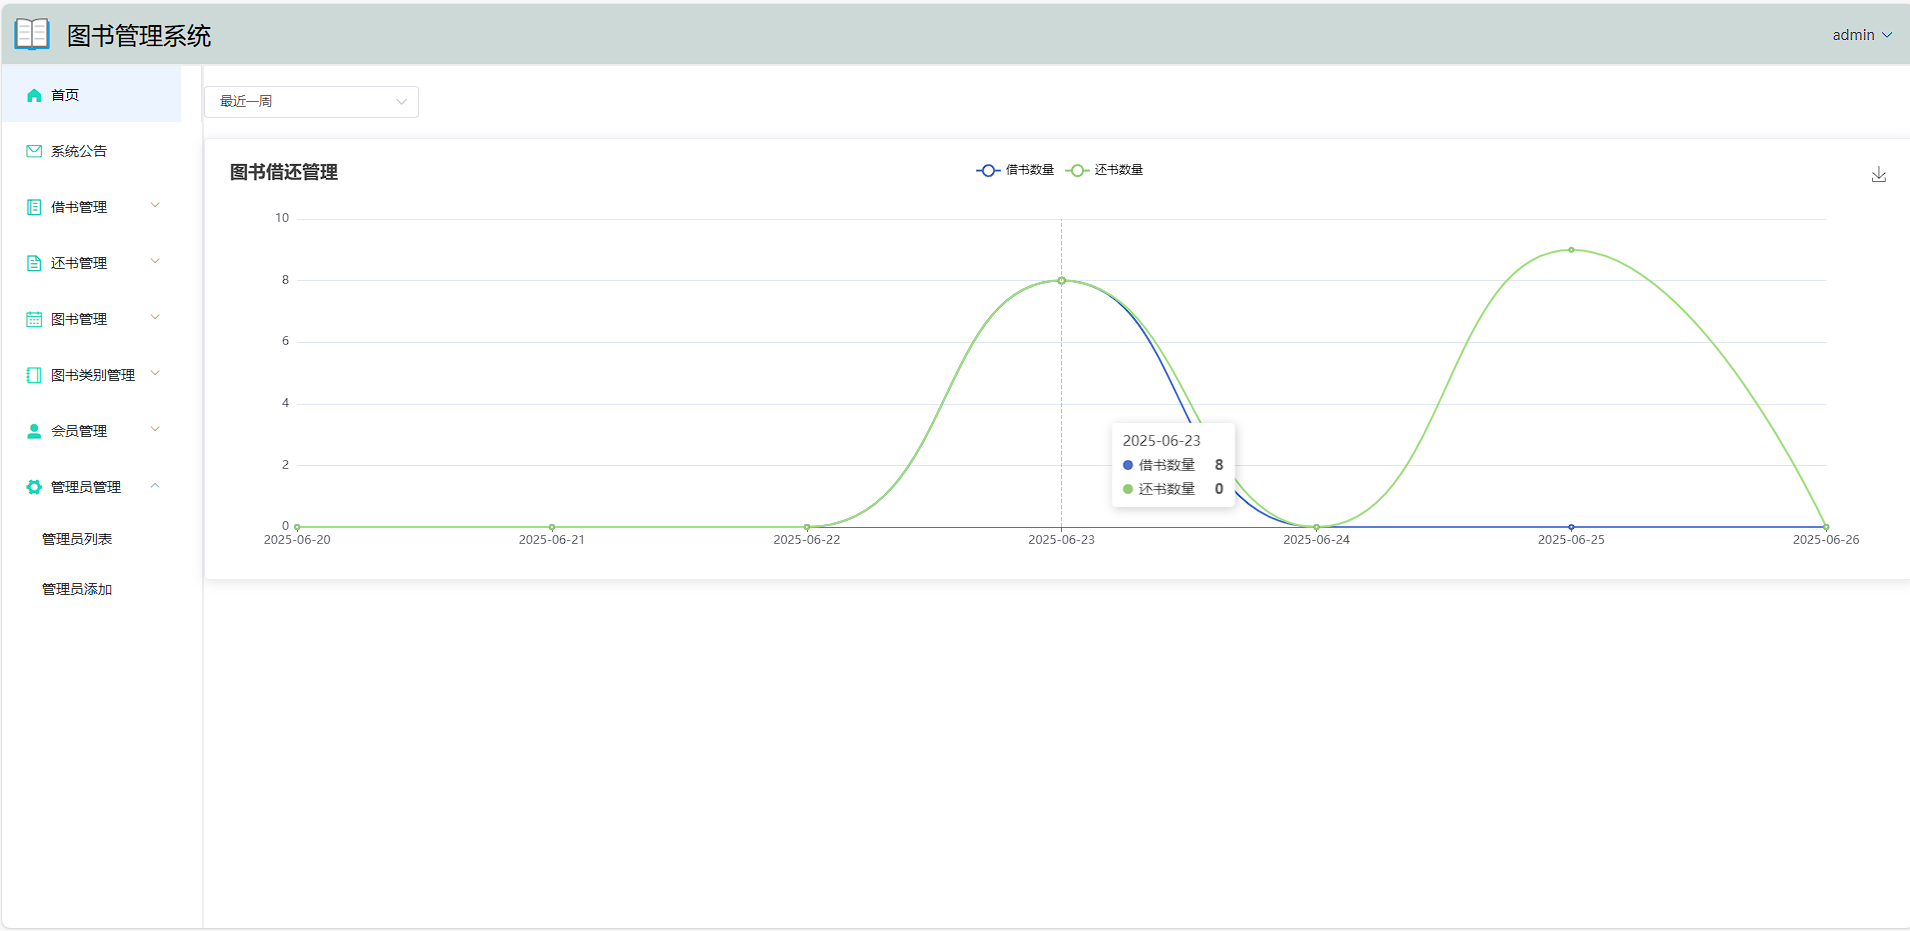 图书管理系统
admin
首页
系统公告
借书管理
还书管理
图书管理
图书类别管理
会员管理
管理员管理
管理员列表
管理员添加
最近一周
图书借还管理
借书数量
还书数量
10
8
6
4
2
0
2025-06-23
借书数量 8
还书数量 0
2025-06-20
2025-06-21
2025-06-22
2025-06-23
2025-06-24
2025-06-25
2025-06-26